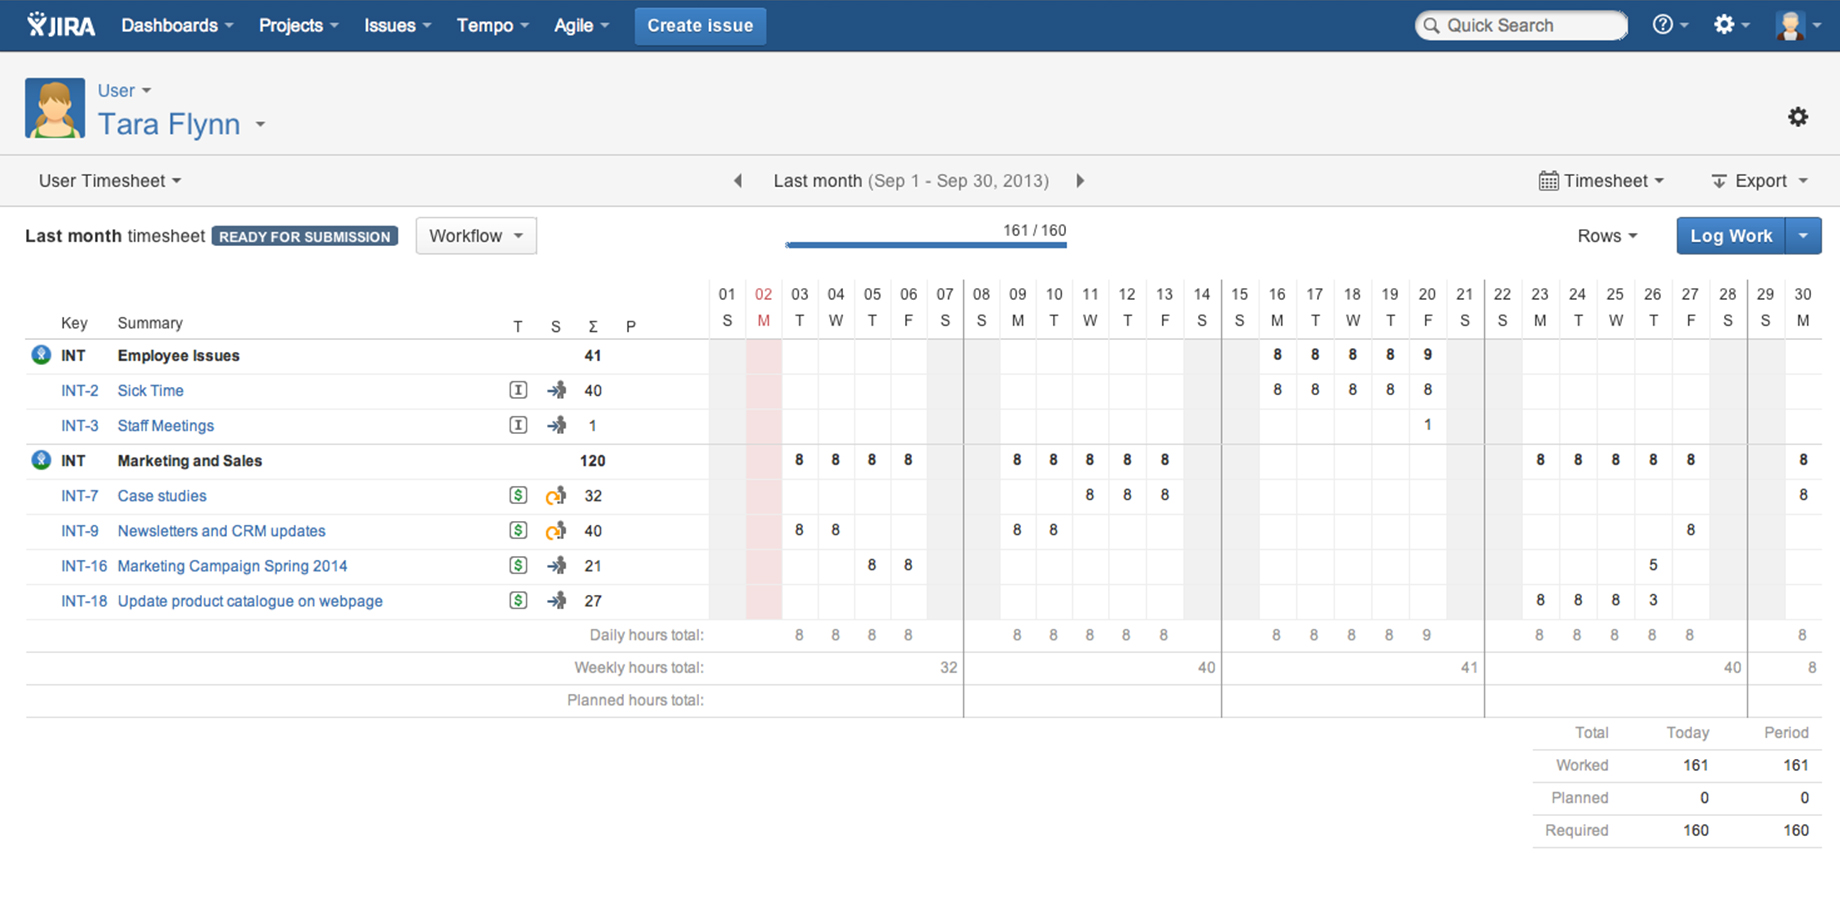 JIRA Dashboards Projects Issues Tempo Agile Create issue Quick Search
User
Tara Flynn
User Timesheet Last month (Sep 1 - Sep 30, 2013) Timesheet Export
Last month timesheet READY FOR SUBMISSION Workflow 161 / 160 Rows Log Work
01 02 03 04 05 06 07 08 09 10 11 12 13 14 15 16 17 18 19 20 21 22 23 24 25 26 27 28 29 30
Key Summary T S Σ P S M T W T F S S M T W T F S S M T W T F S S M T W T F S S M
INT Employee Issues 41 8 8 8 8 9
INT-2 Sick Time I 40 8 8 8 8 8
INT-3 Staff Meetings I 1 1
INT Marketing and Sales 120 8 8 8 8 8 8 8 8 8 8 8 8 8 8 8
INT-7 Case studies $ 32 8 8 8 8
INT-9 Newsletters and CRM updates $ 40 8 8 8 8 8
INT-16 Marketing Campaign Spring 2014 $ 21 8 8 5
INT-18 Update product catalogue on webpage $ 27 8 8 8 3
Daily hours total: 8 8 8 8 8 8 8 8 8 8 8 8 8 9 8 8 8 8 8 8
Weekly hours total: 32 40 41 40 8
Planned hours total:
Total Today Period
Worked 161 161
Planned 0 0
Required 160 160